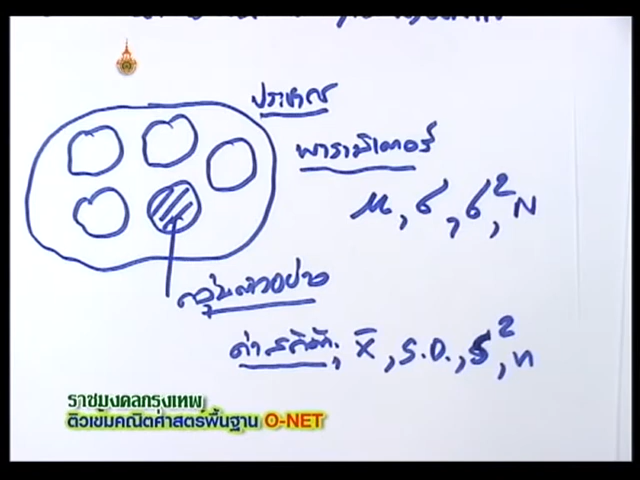 ประชากร
พารามิเตอร์
μ, σ, σ², N
กลุ่มตัวอย่าง
ค่าสถิติ; x̄, S.D., S², n
ราชมงคลกรุงเทพ
ติวเข้มคณิตศาสตร์พื้นฐาน O-NET